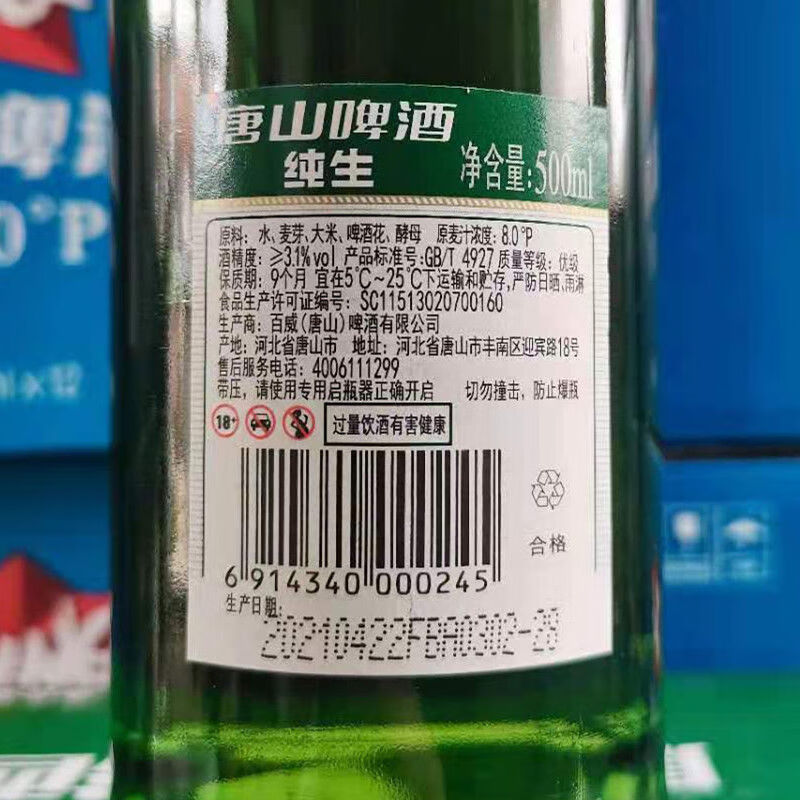 唐山啤酒
纯生
净含量:500ml
原料: 水、麦芽、大米、啤酒花、酵母 原麦汁浓度: 8.0°P
酒精度: ≥3.1%vol 产品标准号:GB/T 4927 质量等级: 优级
保质期: 9个月 宜在5℃~25℃下运输和贮存,严防日晒、雨淋
食品生产许可证编号: SC11513020700160
生产商: 百威(唐山)啤酒有限公司
产地: 河北省唐山市 地址: 河北省唐山市丰南区迎宾路18号
售后服务电话: 4006111299
带压, 请使用专用启瓶器正确开启 切勿撞击, 防止爆瓶
18+
过量饮酒有害健康
合格
6 914340 000245
生产日期:
20210422FBA0302-28
啤酒
0°P
×12